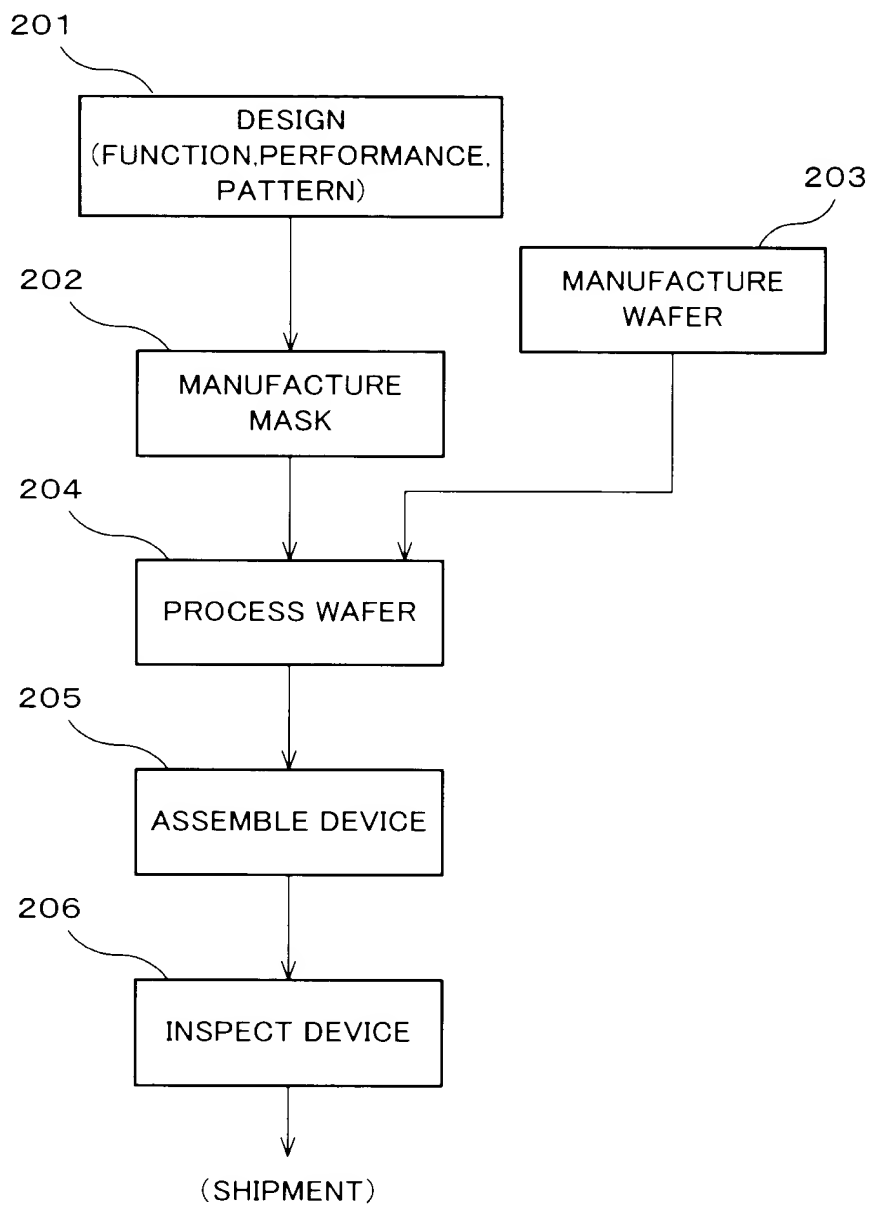 201
DESIGN
(FUNCTION,PERFORMANCE,
PATTERN)
203
MANUFACTURE
WAFER
202
MANUFACTURE
MASK
204
PROCESS WAFER
205
ASSEMBLE DEVICE
206
INSPECT DEVICE
(SHIPMENT)